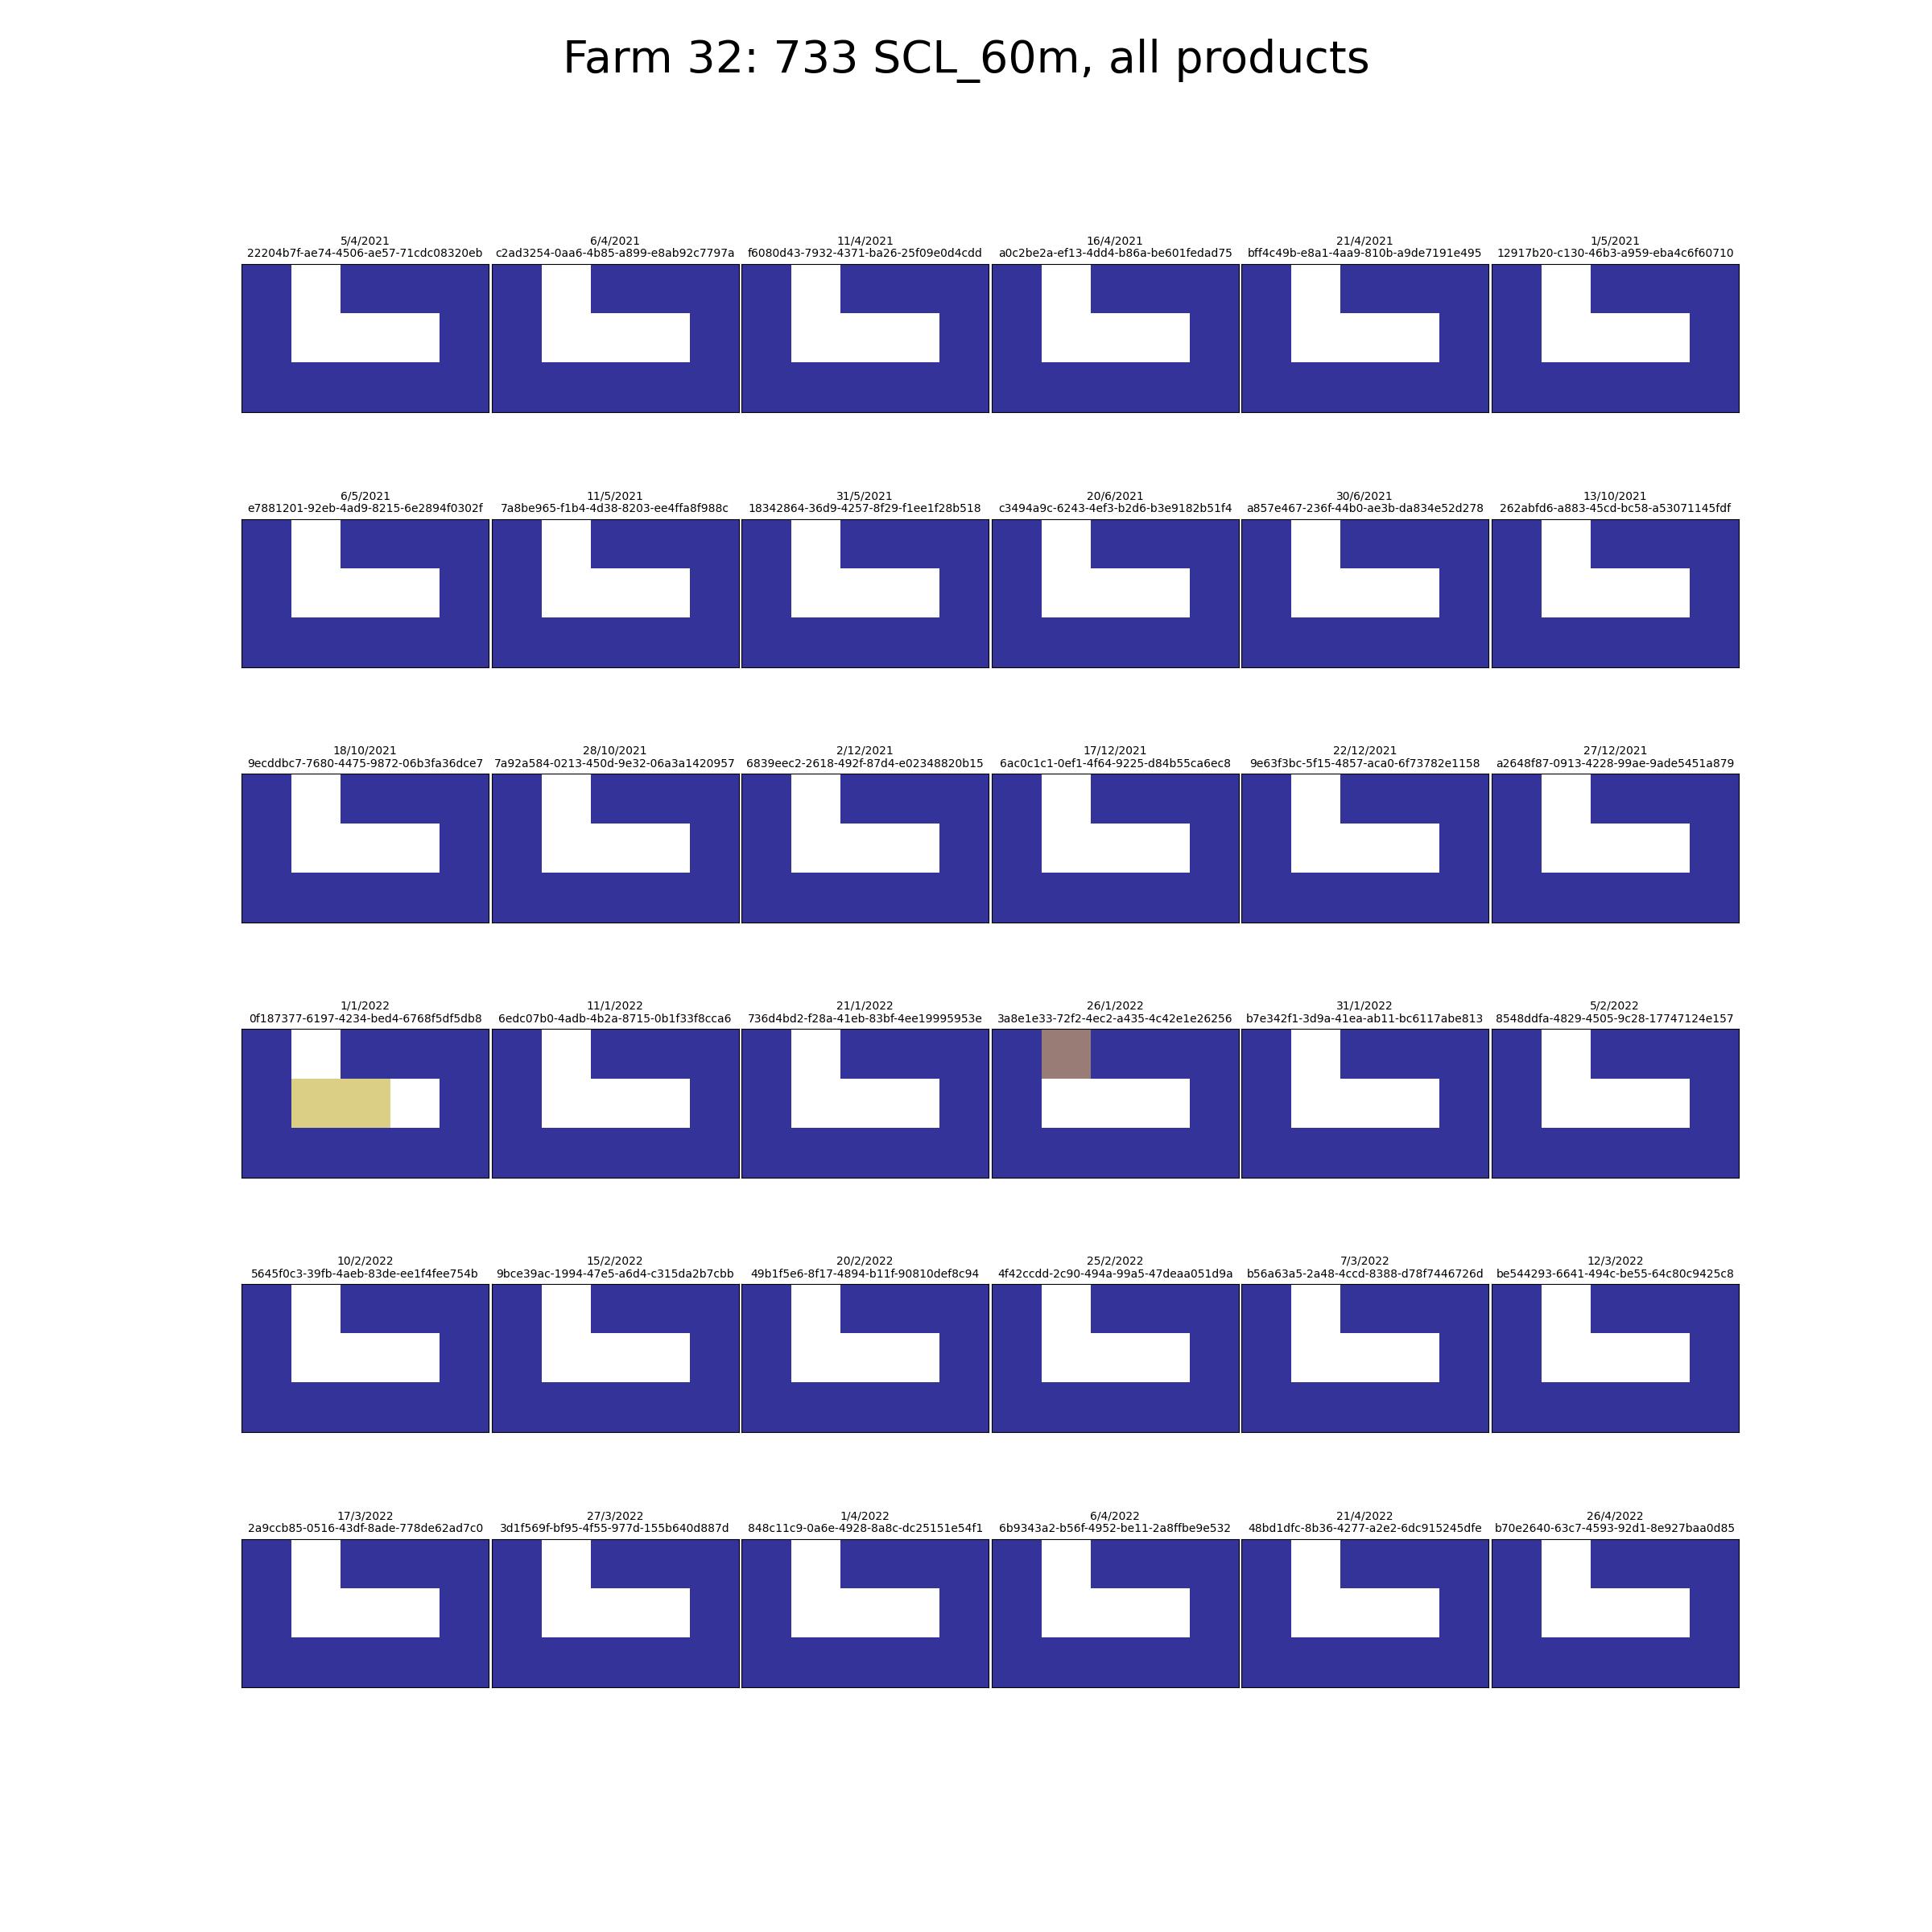 Farm 32: 733 SCL_60m, all products
5/4/2021
22204b7f-ae74-4506-ae57-71cdc08320eb
6/4/2021
c2ad3254-0aa6-4b85-a899-e8ab92c7797a
11/4/2021
f6080d43-7932-4371-ba26-25f09e0d4cdd
16/4/2021
a0c2be2a-ef13-4dd4-b86a-be601fedad75
21/4/2021
bff4c49b-e8a1-4aa9-810b-a9de7191e495
1/5/2021
12917b20-c130-46b3-a959-eba4c6f60710
6/5/2021
e7881201-92eb-4ad9-8215-6e2894f0302f
11/5/2021
7a8be965-f1b4-4d38-8203-ee4ffa8f988c
31/5/2021
18342864-36d9-4257-8f29-f1ee1f28b518
20/6/2021
c3494a9c-6243-4ef3-b2d6-b3e9182b51f4
30/6/2021
a857e467-236f-44b0-ae3b-da834e52d278
13/10/2021
262abfd6-a883-45cd-bc58-a53071145fdf
18/10/2021
9ecddbc7-7680-4475-9872-06b3fa36dce7
28/10/2021
7a92a584-0213-450d-9e32-06a3a1420957
2/12/2021
6839eec2-2618-492f-87d4-e02348820b15
17/12/2021
6ac0c1c1-0ef1-4f64-9225-d84b55ca6ec8
22/12/2021
9e63f3bc-5f15-4857-aca0-6f73782e1158
27/12/2021
a2648f87-0913-4228-99ae-9ade5451a879
1/1/2022
0f187377-6197-4234-bed4-6768f5df5db8
11/1/2022
6edc07b0-4adb-4b2a-8715-0b1f33f8cca6
21/1/2022
736d4bd2-f28a-41eb-83bf-4ee19995953e
26/1/2022
3a8e1e33-72f2-4ec2-a435-4c42e1e26256
31/1/2022
b7e342f1-3d9a-41ea-ab11-bc6117abe813
5/2/2022
8548ddfa-4829-4505-9c28-17747124e157
10/2/2022
5645f0c3-39fb-4aeb-83de-ee1f4fee754b
15/2/2022
9bce39ac-1994-47e5-a6d4-c315da2b7cbb
20/2/2022
49b1f5e6-8f17-4894-b11f-90810def8c94
25/2/2022
4f42ccdd-2c90-494a-99a5-47deaa051d9a
7/3/2022
b56a63a5-2a48-4ccd-8388-d78f7446726d
12/3/2022
be544293-6641-494c-be55-64c80c9425c8
17/3/2022
2a9ccb85-0516-43df-8ade-778de62ad7c0
27/3/2022
3d1f569f-bf95-4f55-977d-155b640d887d
1/4/2022
848c11c9-0a6e-4928-8a8c-dc25151e54f1
6/4/2022
6b9343a2-b56f-4952-be11-2a8ffbe9e532
21/4/2022
48bd1dfc-8b36-4277-a2e2-6dc915245dfe
26/4/2022
b70e2640-63c7-4593-92d1-8e927baa0d85